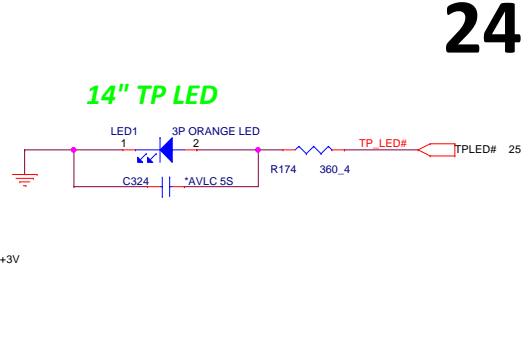 24
14" TP LED
LED1 3P ORANGE LED
1 2
TP_LED# TPLED# 25
R174 360_4
C324 *AVLC 5S
+3V